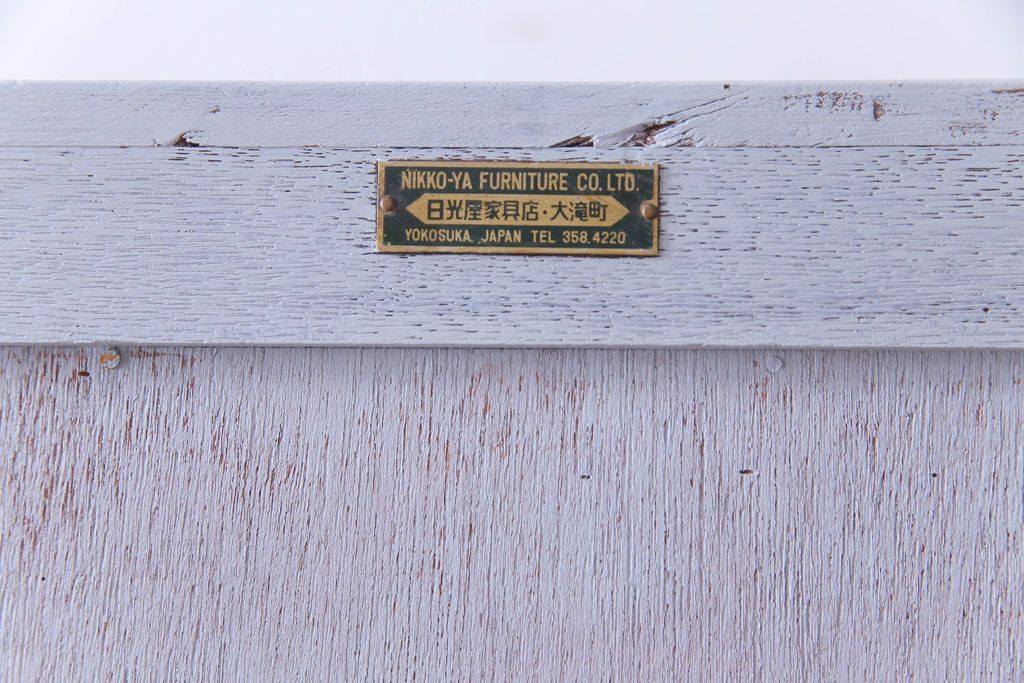 NIKKO-YA FURNITURE CO. LTD.
日光屋家具店・大滝町
YOKOSUKA, JAPAN TEL 358.4220